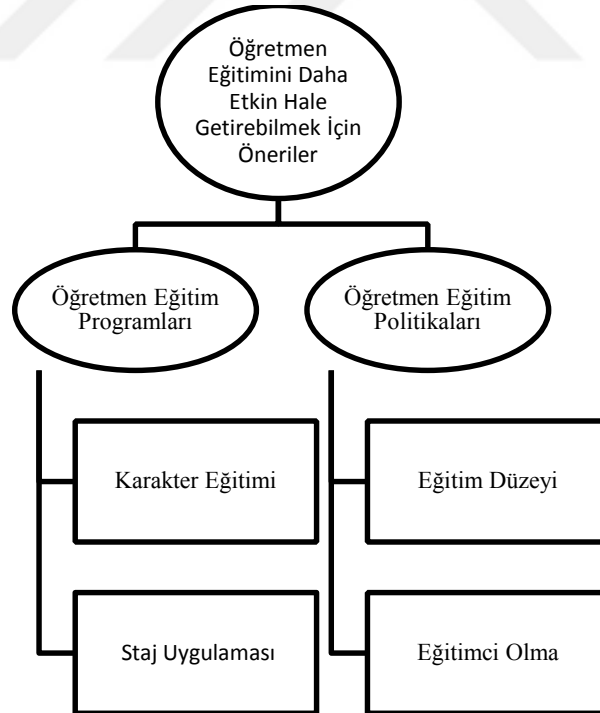 Öğretmen
Eğitimini Daha
Etkin Hale
Getirebilmek İçin
Öneriler
Öğretmen Eğitim
Programları
Öğretmen Eğitim
Politikaları
Karakter Eğitimi
Eğitim Düzeyi
Staj Uygulaması
Eğitimci Olma